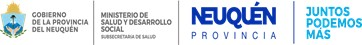 GOBIERNO
DE LA PROVINCIA
DEL NEUQUÉN
MINISTERIO DE
SALUD Y DESARROLLO
SOCIAL
SUBSECRETARIA DE SALUD
NEUQUÉN
PROVINCIA
JUNTOS
PODEMOS
MÁS